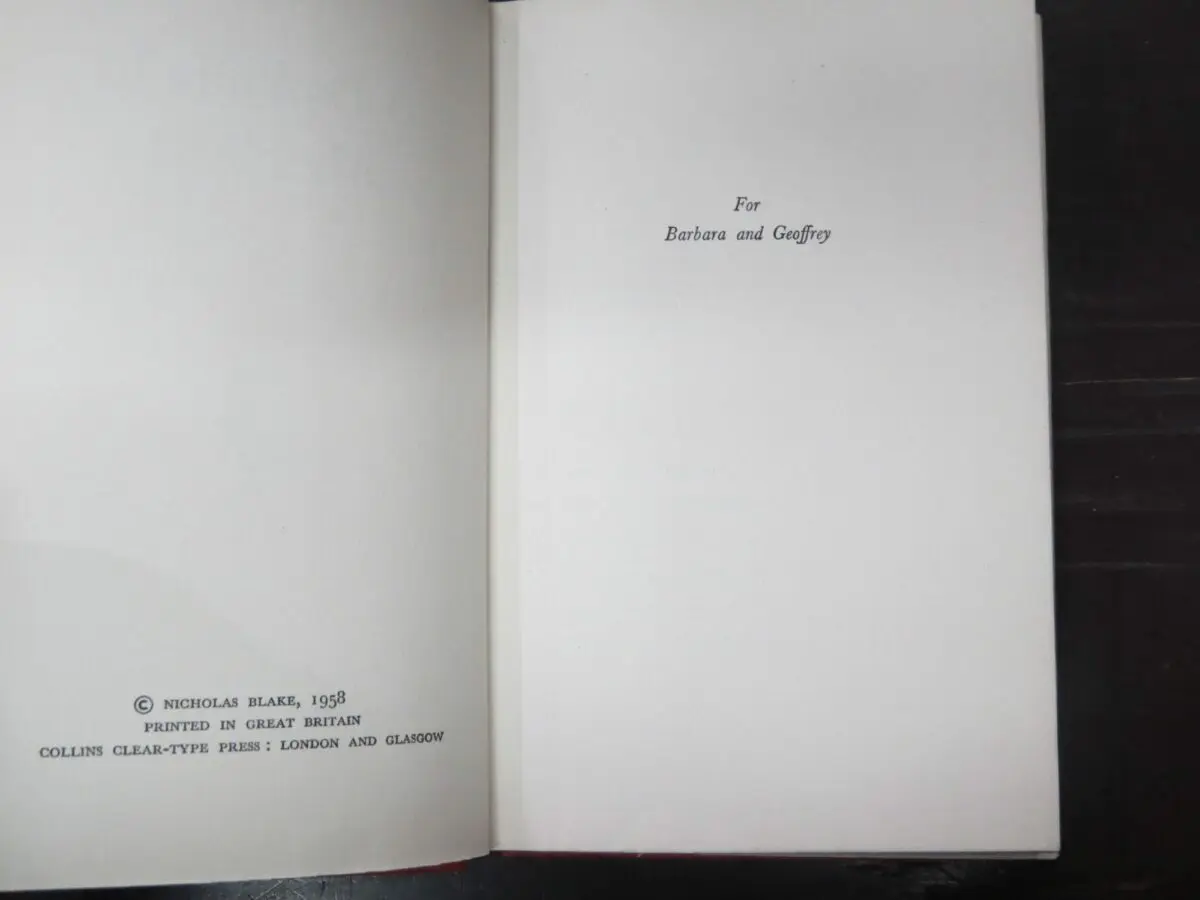 © NICHOLAS BLAKE, 1958
PRINTED IN GREAT BRITAIN
COLLINS CLEAR-TYPE PRESS : LONDON AND GLASGOW
For
Barbara and Geoffrey